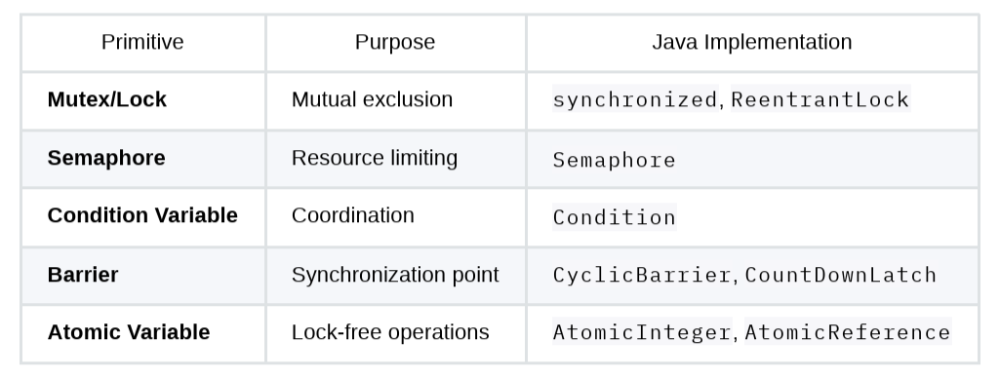 Primitive Purpose Java Implementation
Mutex/Lock Mutual exclusion synchronized, ReentrantLock
Semaphore Resource limiting Semaphore
Condition Variable Coordination Condition
Barrier Synchronization point CyclicBarrier, CountDownLatch
Atomic Variable Lock-free operations AtomicInteger, AtomicReference